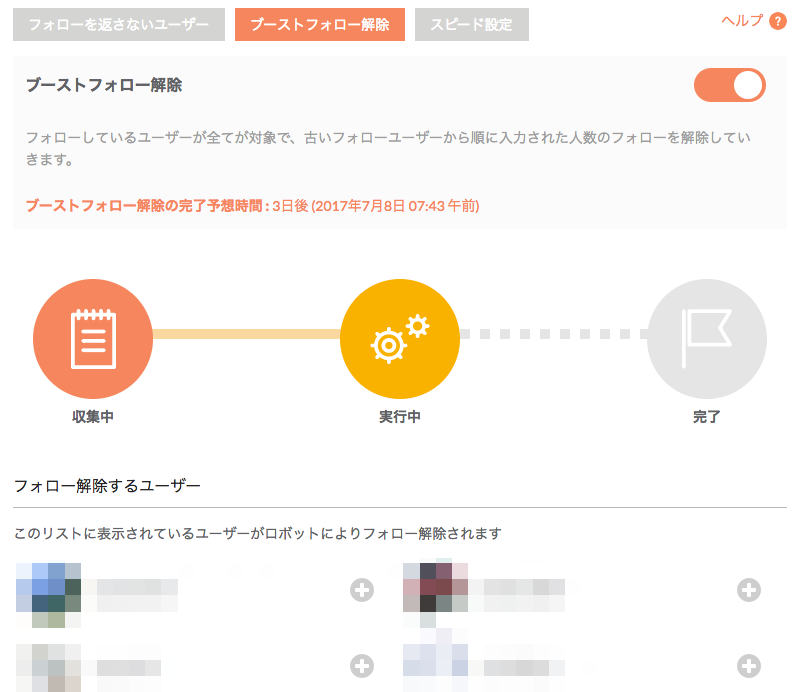 フォローを返さないユーザー
ブーストフォロー解除
スピード設定
ヘルプ ?
ブーストフォロー解除
フォローしているユーザーが全てが対象で、古いフォローユーザーから順に入力された人数のフォローを解除してい
きます。
ブーストフォロー解除の完了予想時間 : 3日後 (2017年7月8日 07:43 午前)
収集中
実行中
完了
フォロー解除するユーザー
このリストに表示されているユーザーがロボットによりフォロー解除されます